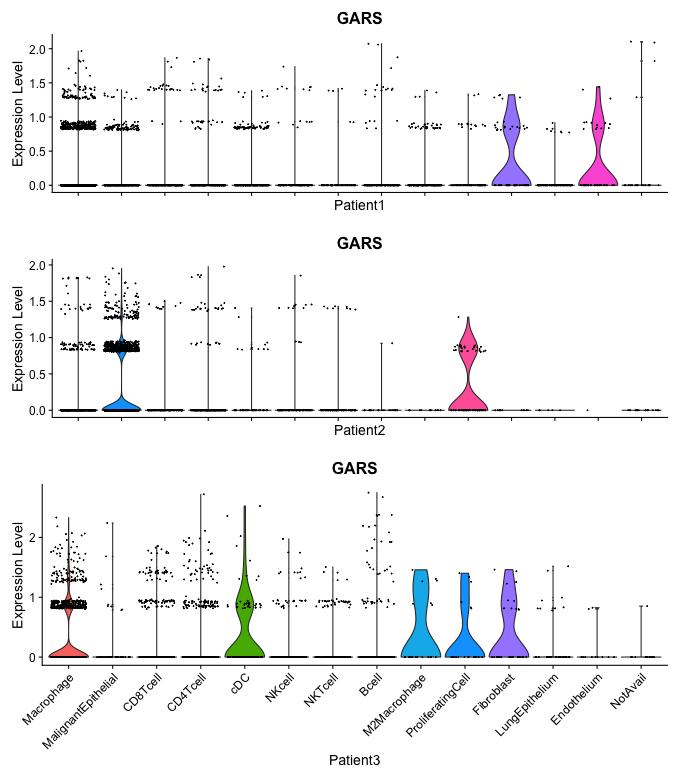 GARS
Expression Level
2.0
1.5
1.0
0.5
0.0
Patient1
GARS
Expression Level
2.0
1.5
1.0
0.5
0.0
Patient2
GARS
Expression Level
2
1
0
Macrophage
MalignantEpithelial
CD8Tcell
CD4Tcell
cDC
NKcell
NKTcell
Bcell
M2Macrophage
ProliferatingCell
Fibroblast
LungEpithelium
Endothelium
NotAvail
Patient3